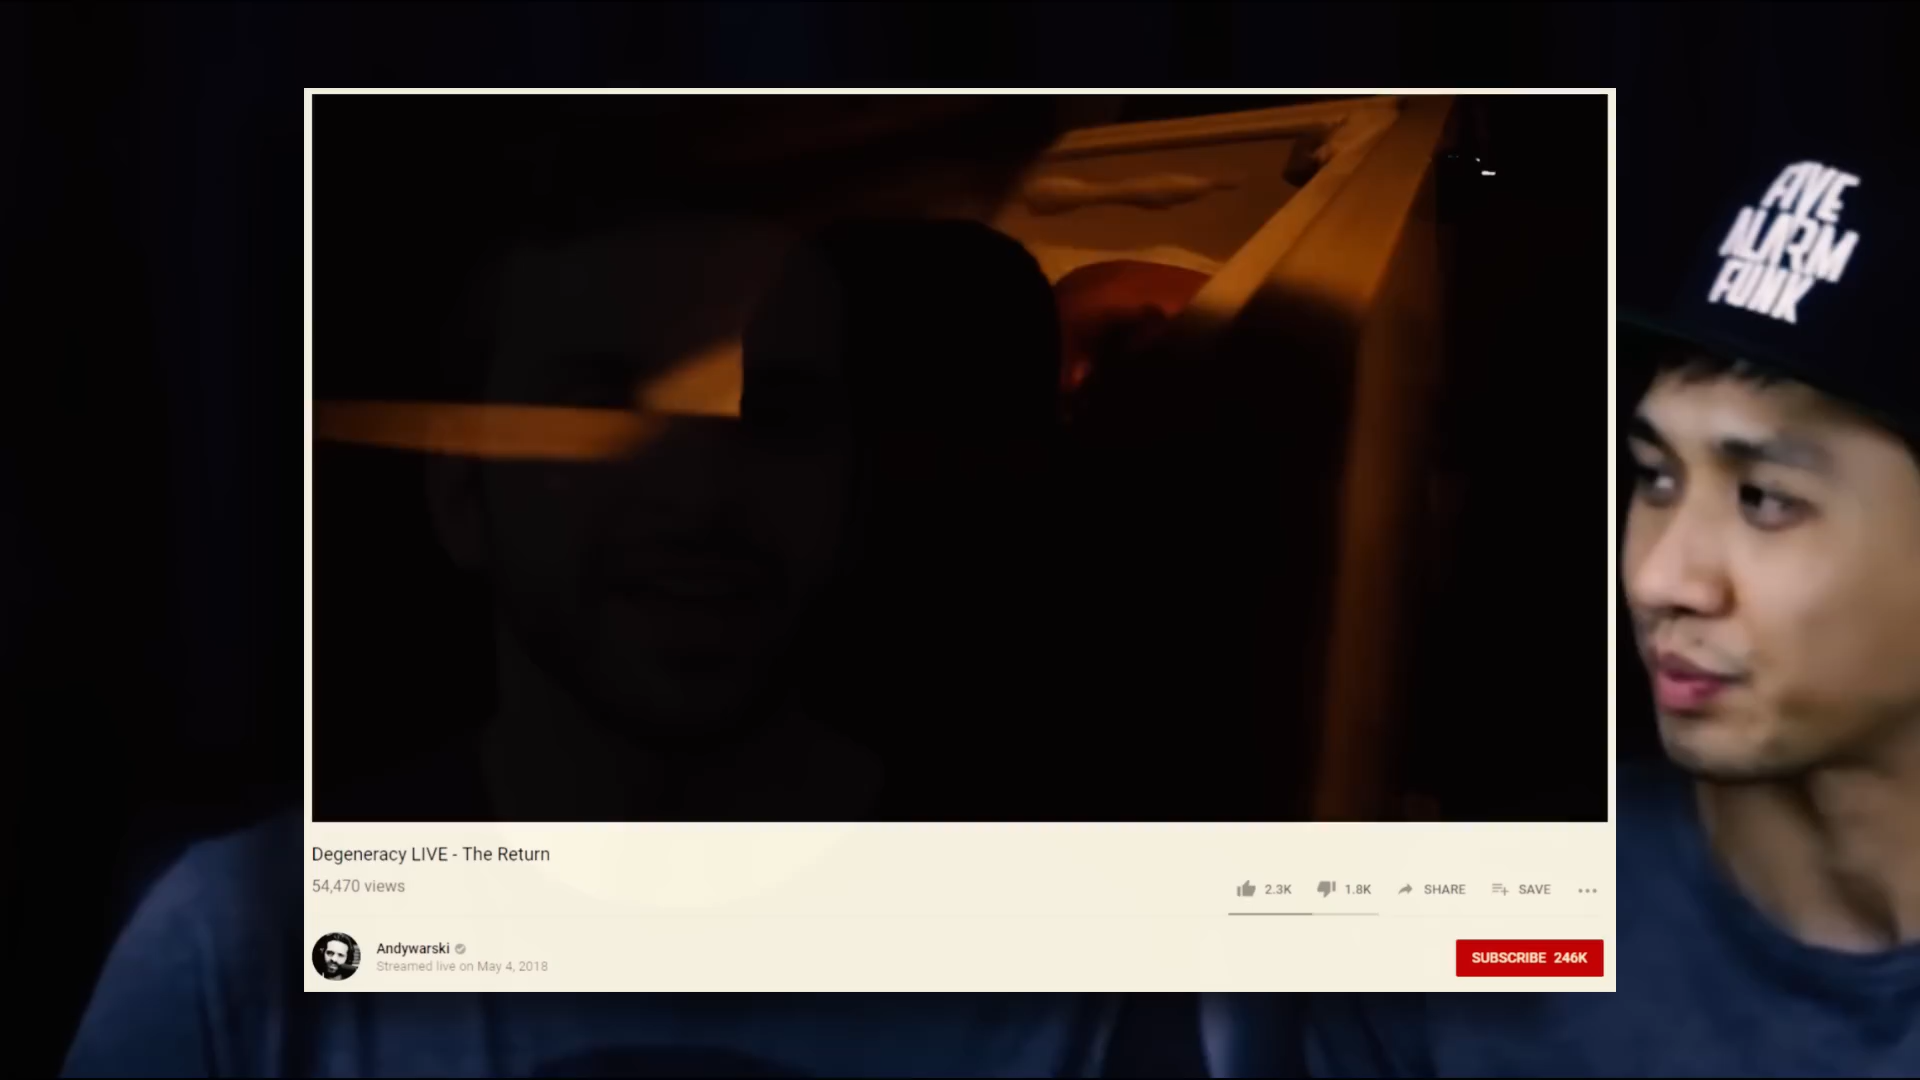 FIVE
ALARM
FUNK
Degeneracy LIVE - The Return
54,470 views
2.3K 1.8K SHARE SAVE
Andywarski
Streamed live on May 4, 2018
SUBSCRIBE 246K